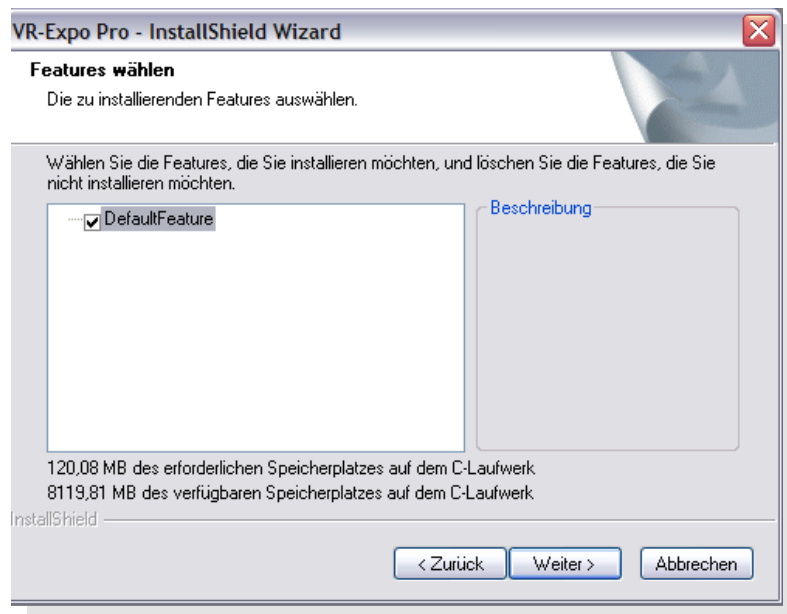 VR-Expo Pro - InstallShield Wizard
Features wählen
Die zu installierenden Features auswählen.
Wählen Sie die Features, die Sie installieren möchten, und löschen Sie die Features, die Sie
nicht installieren möchten.
DefaultFeature
Beschreibung
120,08 MB des erforderlichen Speicherplatzes auf dem C-Laufwerk
8119,81 MB des verfügbaren Speicherplatzes auf dem C-Laufwerk
InstallShield
< Zurück Weiter > Abbrechen